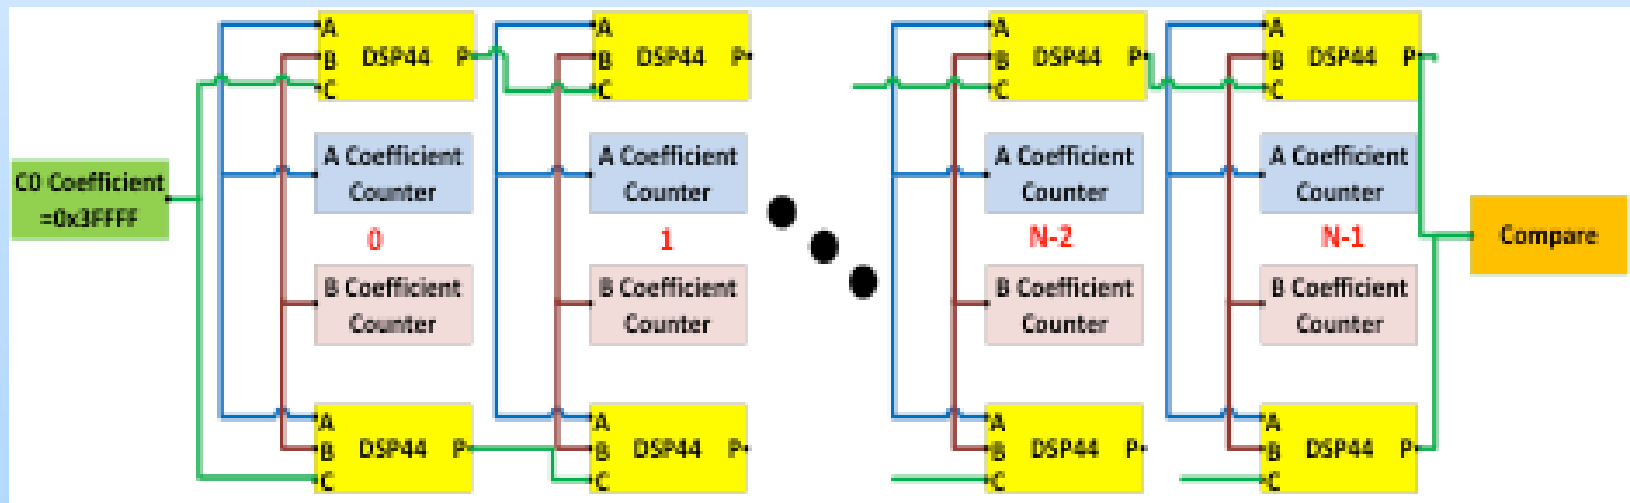 A
B DSP44 P
C
A
B DSP44 P
C
A
B DSP44 P
C
A
B DSP44 P
C
C0 Coefficient
=0x3FFFF
A Coefficient
Counter
0
B Coefficient
Counter
A Coefficient
Counter
1
B Coefficient
Counter
A Coefficient
Counter
N-2
B Coefficient
Counter
A Coefficient
Counter
N-1
B Coefficient
Counter
Compare
A
B DSP44 P
C
A
B DSP44 P
C
A
B DSP44 P
C
A
B DSP44 P
C